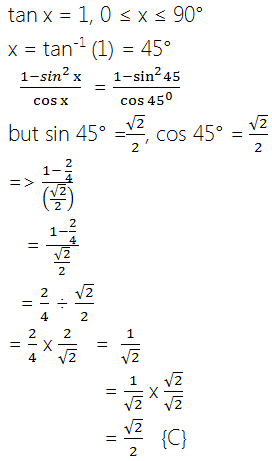 tan x = 1, 0 ≤ x ≤ 90°
x = tan⁻¹ (1) = 45°
(1−sin² x)/(cos x) = (1−sin² 45)/(cos 45⁰)
but sin 45° = √2/2, cos 45° = √2/2
=> (1−2/4)/(√2/2)
= (1−2/4)/(√2/2)
= 2/4 ÷ √2/2
= 2/4 x 2/√2 = 1/√2
= 1/√2 x √2/√2
= √2/2 {C}